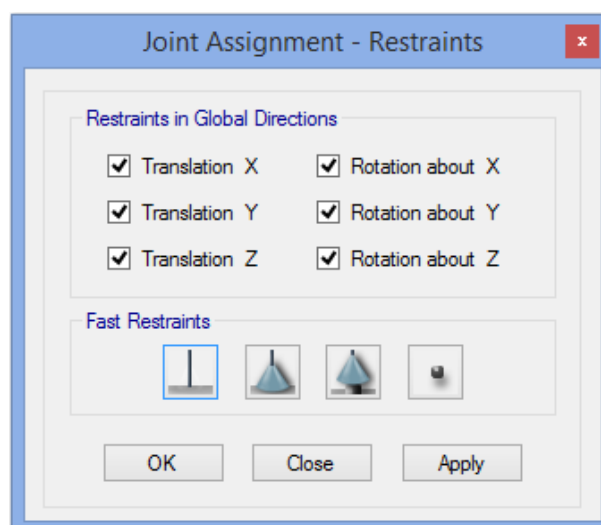 Joint Assignment - Restraints
x
Restraints in Global Directions
Translation X
Rotation about X
Translation Y
Rotation about Y
Translation Z
Rotation about Z
Fast Restraints
OK
Close
Apply